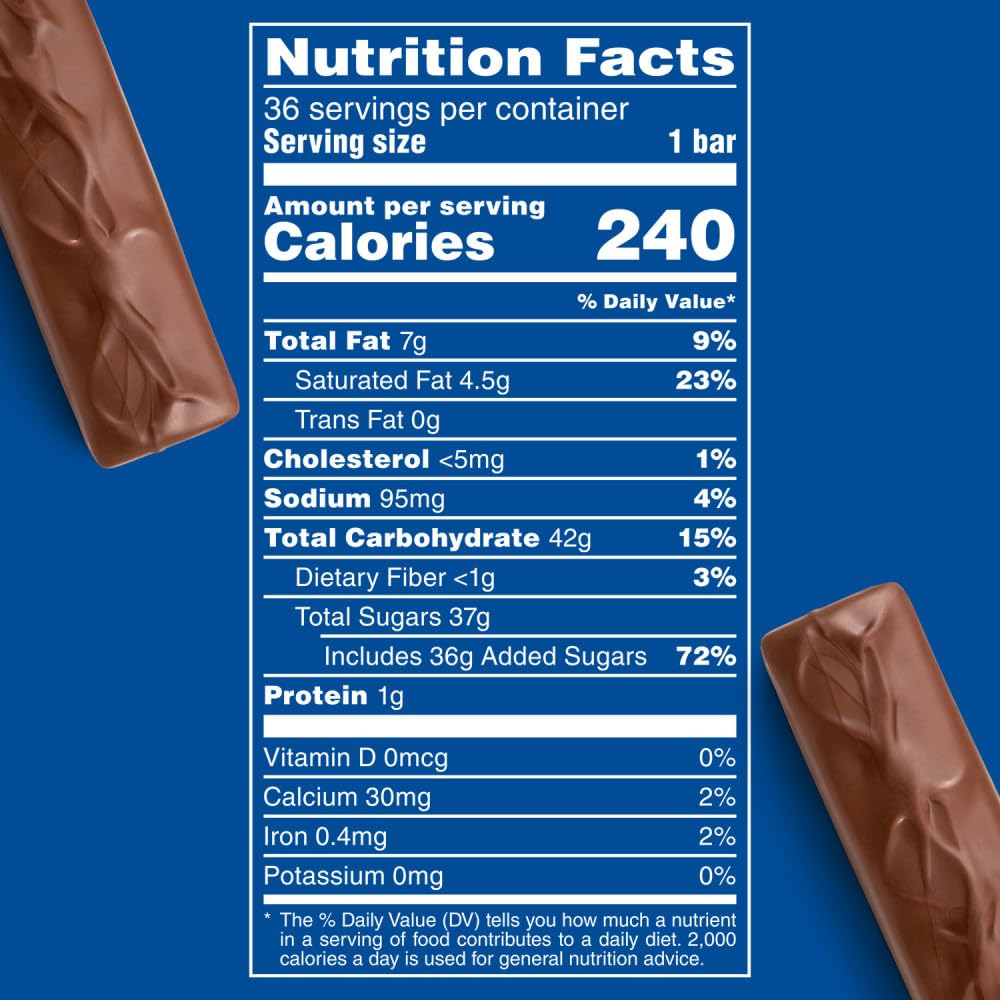 Nutrition Facts
36 servings per container
Serving size 1 bar
Amount per serving
Calories 240
% Daily Value*
Total Fat 7g 9%
Saturated Fat 4.5g 23%
Trans Fat 0g
Cholesterol <5mg 1%
Sodium 95mg 4%
Total Carbohydrate 42g 15%
Dietary Fiber <1g 3%
Total Sugars 37g
Includes 36g Added Sugars 72%
Protein 1g
Vitamin D 0mcg 0%
Calcium 30mg 2%
Iron 0.4mg 2%
Potassium 0mg 0%
* The % Daily Value (DV) tells you how much a nutrient
in a serving of food contributes to a daily diet. 2,000
calories a day is used for general nutrition advice.